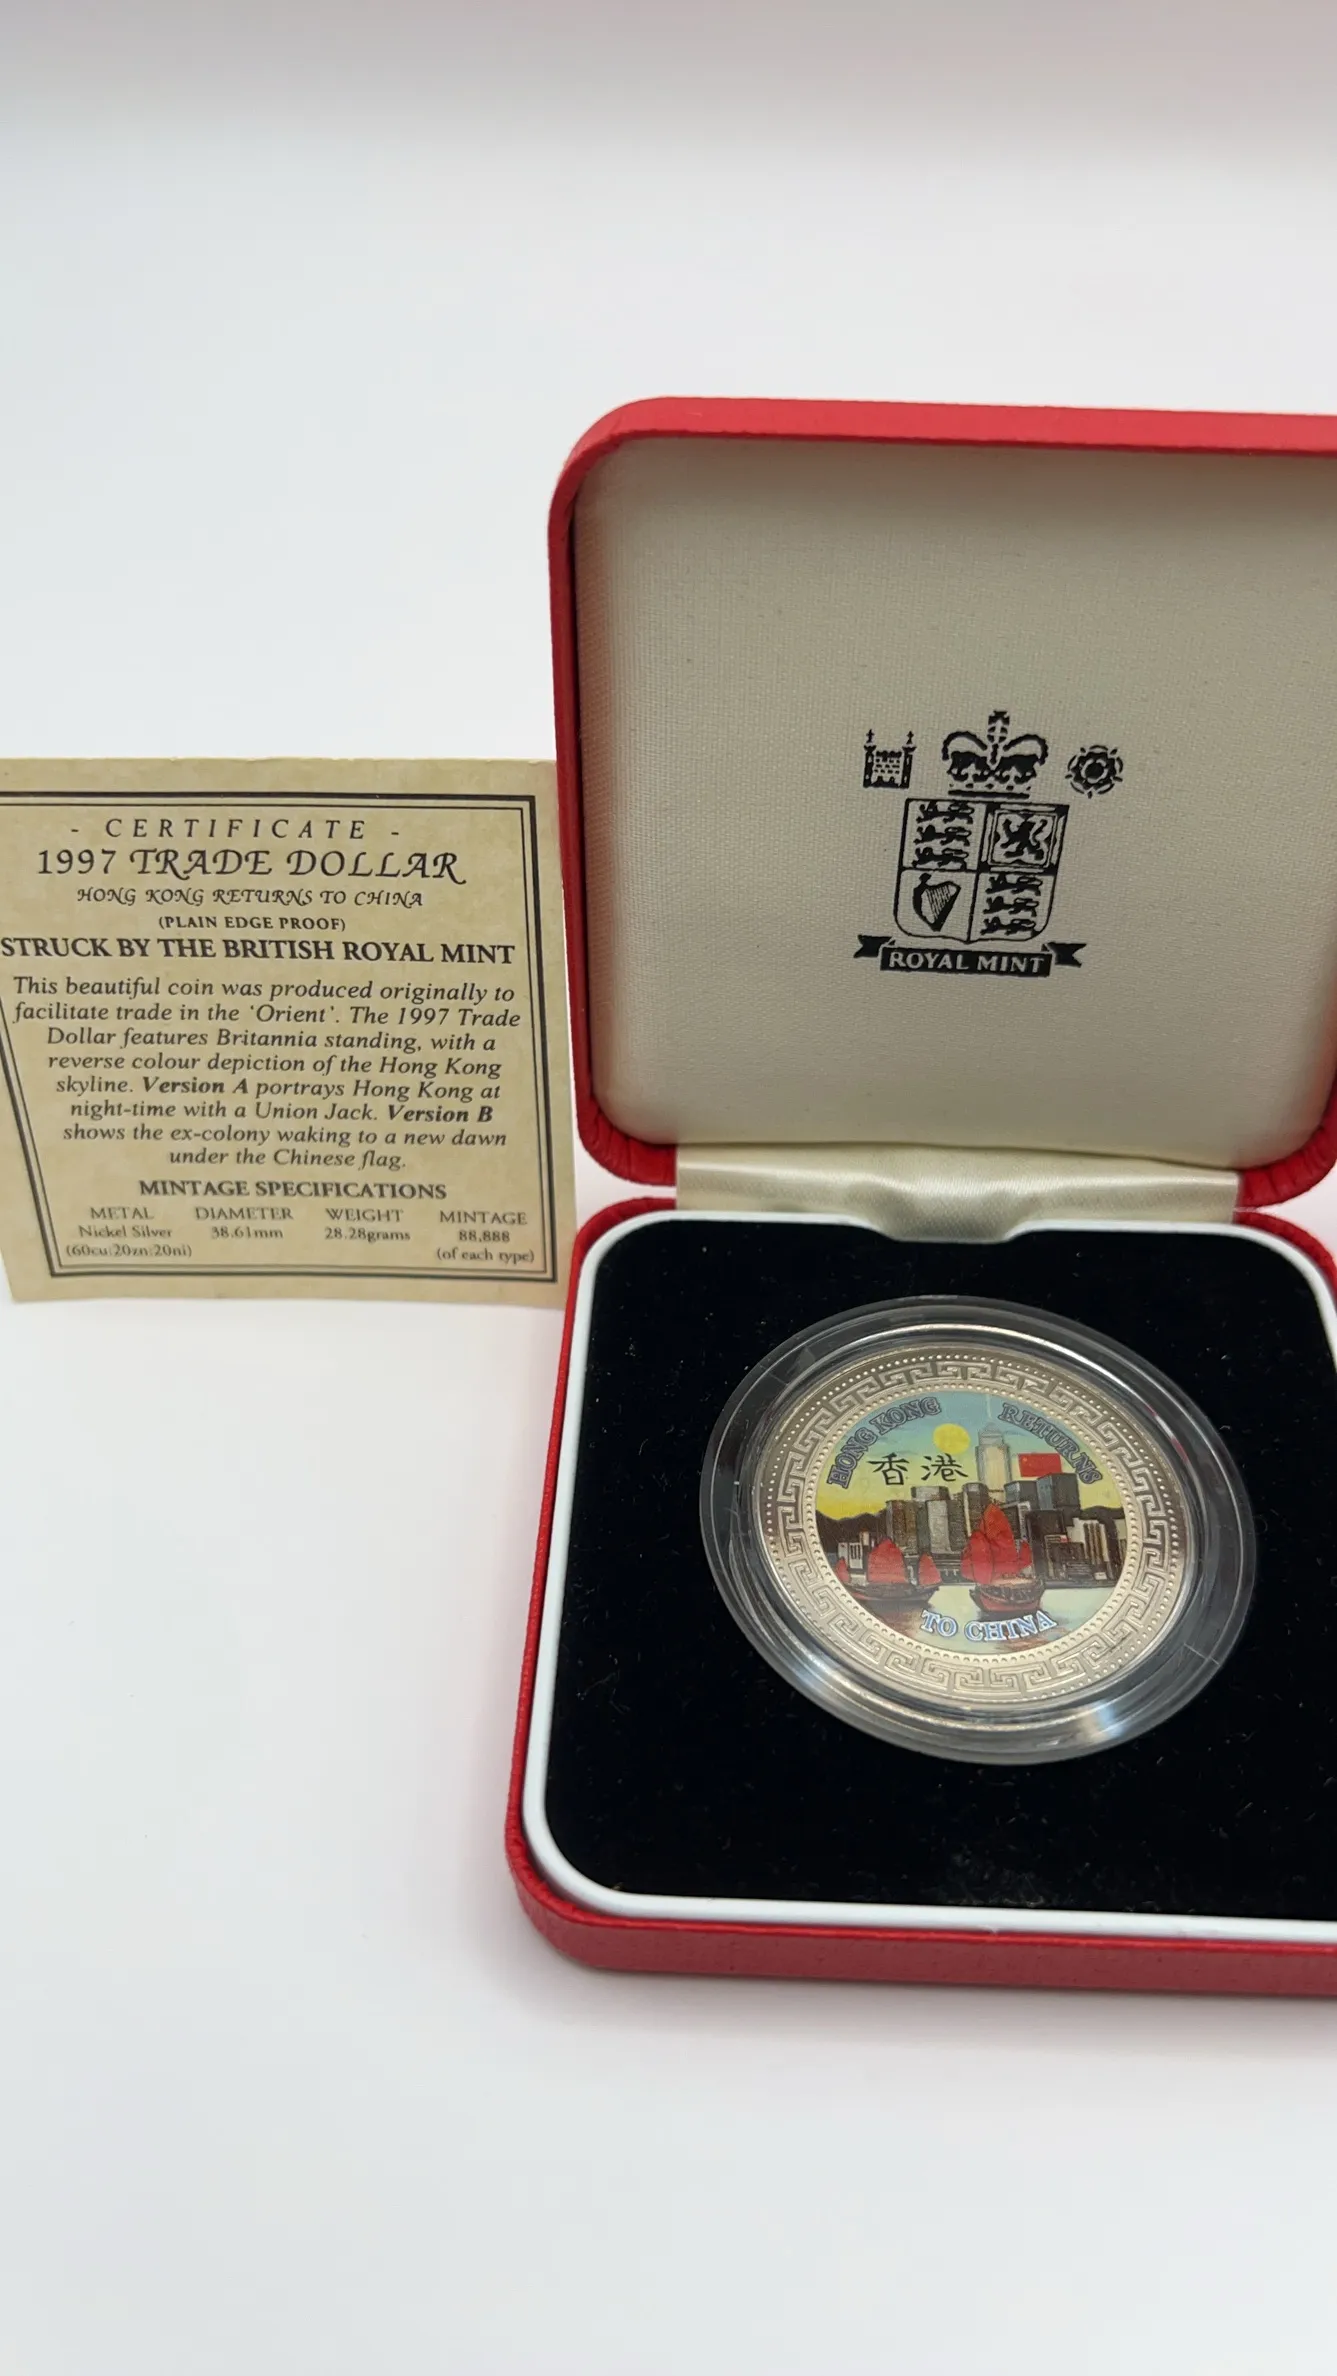 - CERTIFICATE -
1997 TRADE DOLLAR
HONG KONG RETURNS TO CHINA
(PLAIN EDGE PROOF)
STRUCK BY THE BRITISH ROYAL MINT
This beautiful coin was produced originally to
facilitate trade in the 'Orient'. The 1997 Trade
Dollar features Britannia standing, with a
reverse colour depiction of the Hong Kong
skyline. Version A portrays Hong Kong at
night-time with a Union Jack. Version B
shows the ex-colony waking to a new dawn
under the Chinese flag.
MINTAGE SPECIFICATIONS
METAL DIAMETER WEIGHT MINTAGE
Nickel Silver 38.61mm 28.28grams 88,888
(60cu:20zn:20ni) (of each type)
ROYAL MINT
HONG KONG RETURNS
香港
TO CHINA